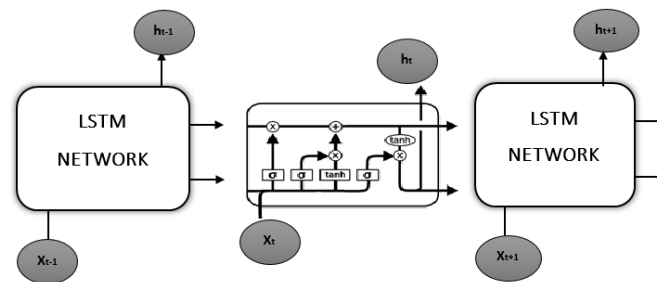 ht-1
ht
ht+1
LSTM
NETWORK
x
+
tanh
x
x
σ
σ
tanh
σ
LSTM
NETWORK
Xt-1
Xt
Xt+1